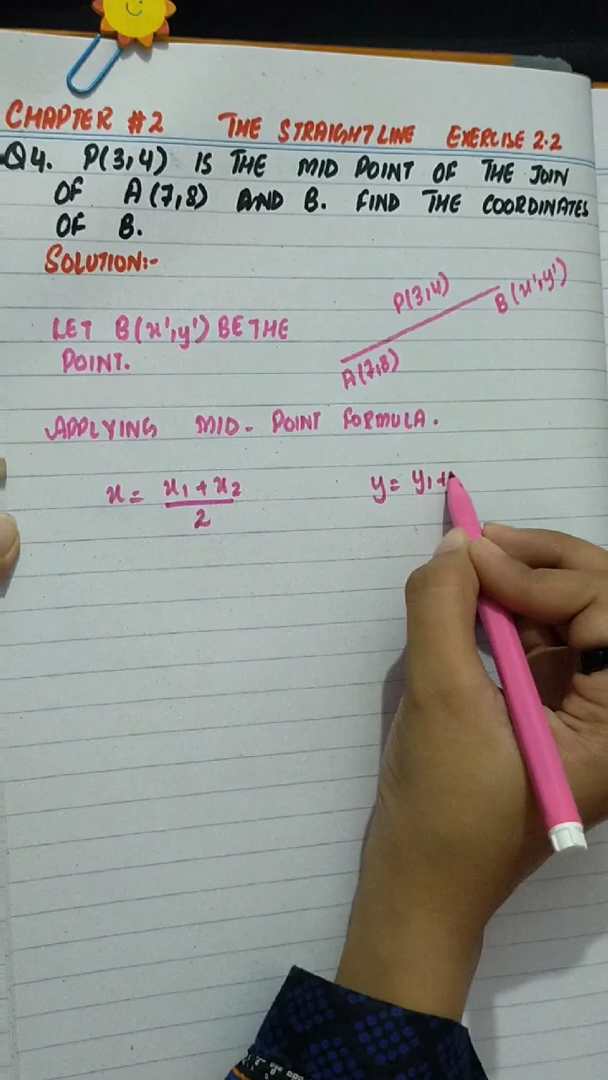 CHAPTER #2 THE STRAIGHT LINE EXERCISE 2.2
Q4. P(3,4) IS THE MID POINT OF THE JOIN
OF A(7,8) AND B. FIND THE COORDINATES
OF B.
SOLUTION:-
P(3,4)
B(x',y')
LET B(x',y') BE THE
POINT.
A(7,8)
APPLYING MID-POINT FORMULA.
x = x₁ + x₂ / 2
y = y₁ +